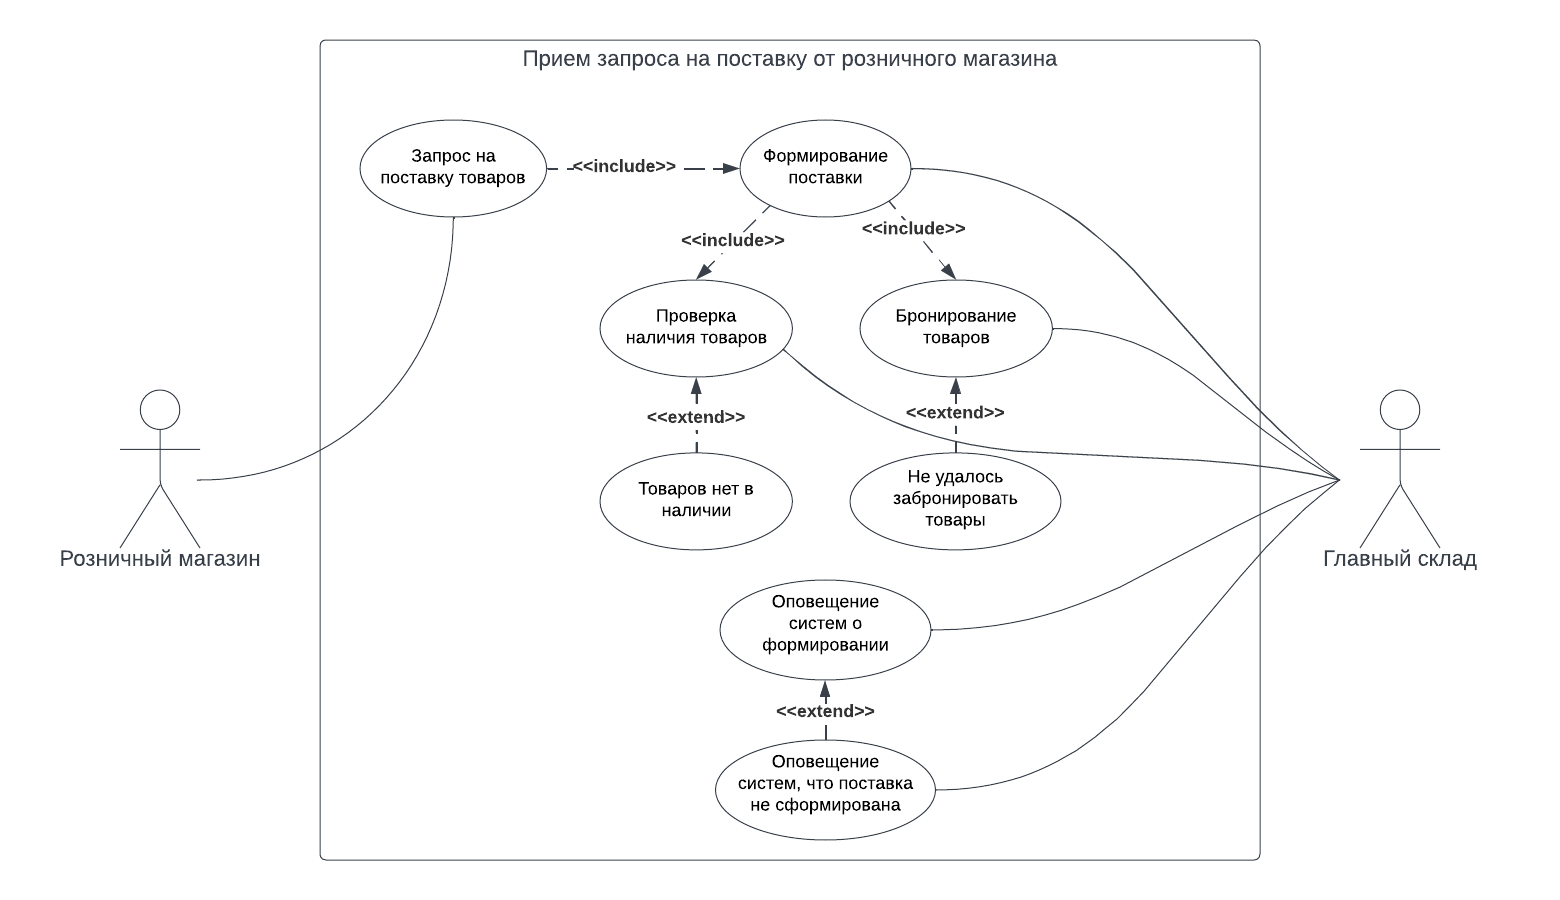 Прием запроса на поставку от розничного магазина
Запрос на
поставку товаров
<<include>>
Формирование
поставки
<<include>>
<<include>>
Проверка
наличия товаров
Бронирование
товаров
<<extend>>
<<extend>>
Товаров нет в
наличии
Не удалось
забронировать
товары
Розничный магазин
Главный склад
Оповещение
систем о
формировании
<<extend>>
Оповещение
систем, что поставка
не сформирована